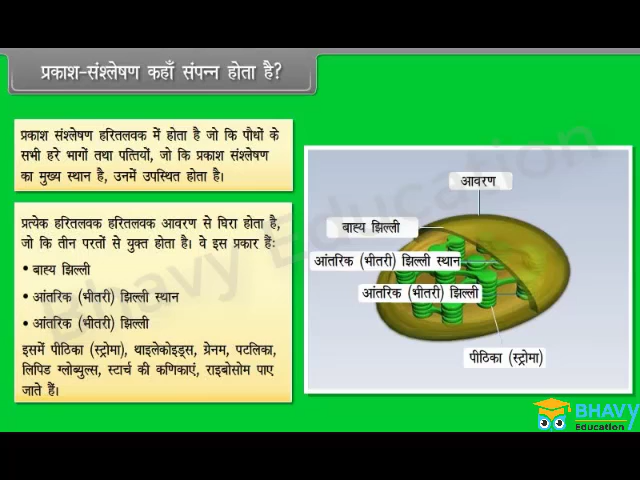 प्रकाश-संश्लेषण कहाँ संपन्न होता है?
प्रकाश संश्लेषण हरितलवक में होता है जो कि पौधों के
सभी हरे भागों तथा पत्तियों, जो कि प्रकाश संश्लेषण
का मुख्य स्थान है, उनमें उपस्थित होता है।
प्रत्येक हरितलवक हरितलवक आवरण से घिरा होता है,
जो कि तीन परतों से युक्त होता है। वे इस प्रकार हैः
• बाह्य झिल्ली
• आंतरिक (भीतरी) झिल्ली स्थान
• आंतरिक (भीतरी) झिल्ली
इसमें पीठिका (स्ट्रोमा), थाइलेकोइड्स, ग्रेनम, पटलिका,
लिपिड ग्लोब्युल्स, स्टार्च की कणिकाएं, राइबोसोम पाए
जाते हैं।
आवरण
बाह्य झिल्ली
आंतरिक (भीतरी) झिल्ली स्थान
आंतरिक (भीतरी) झिल्ली
पीठिका (स्ट्रोमा)
Bhavy Education
BHAVY
Education